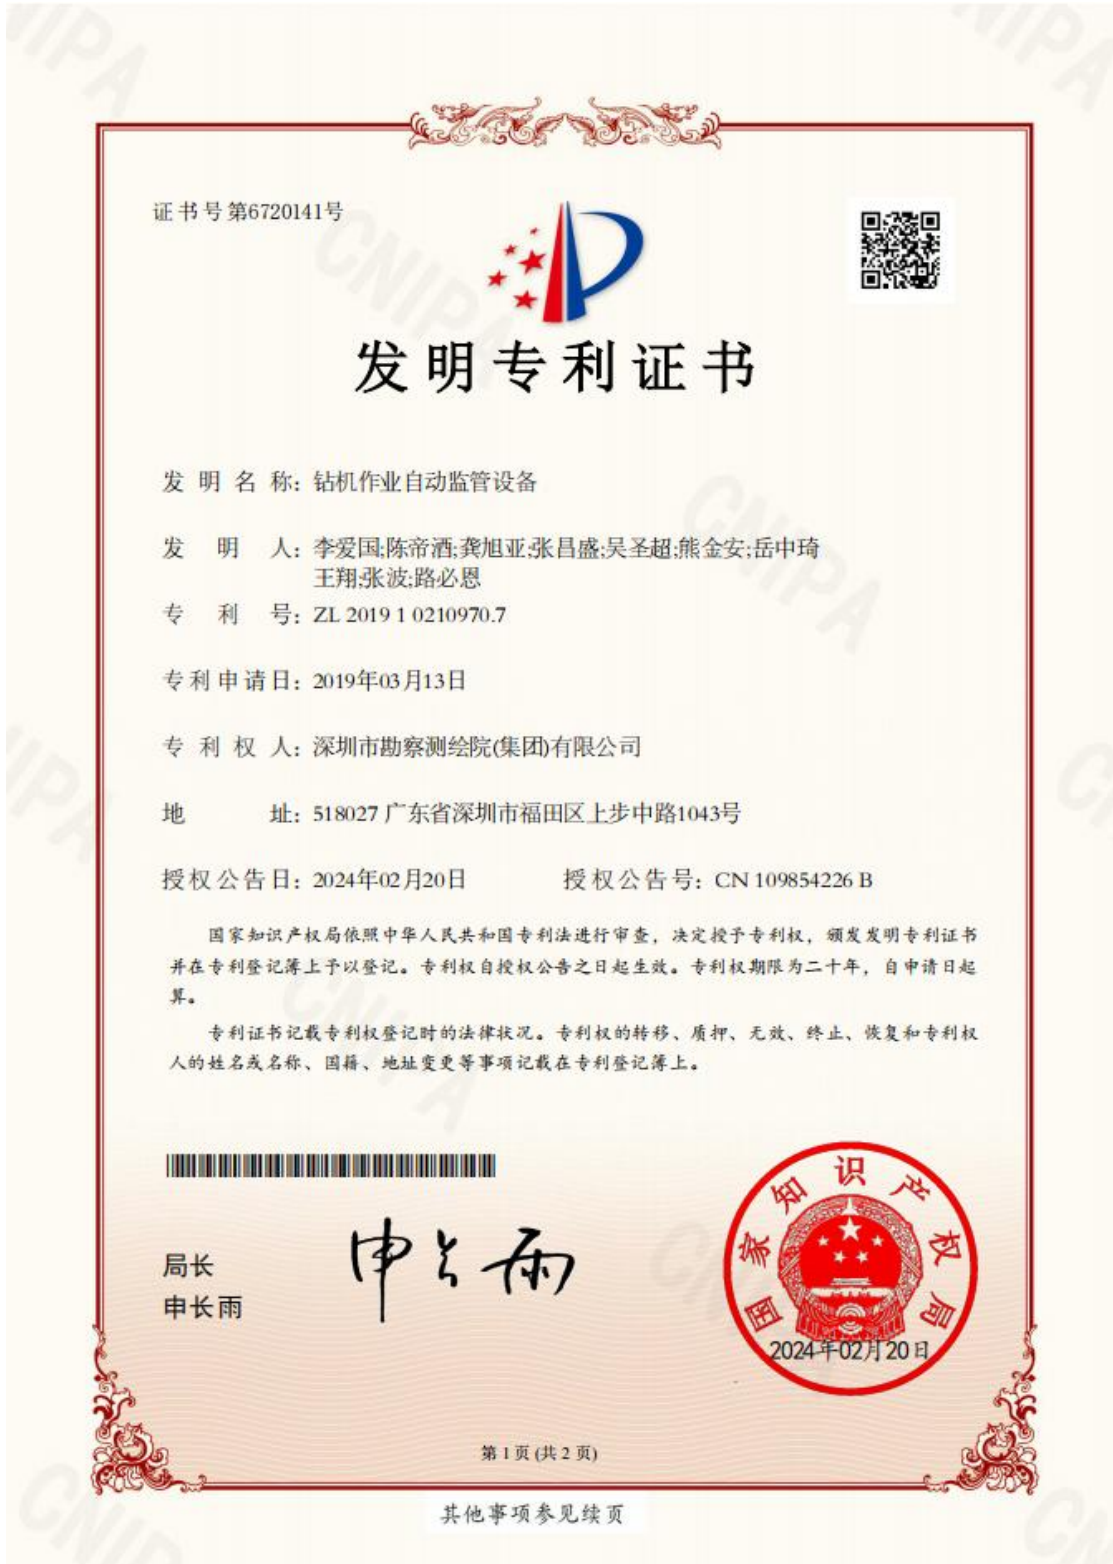 证书号第6720141号
发明专利证书
发明名称：钻机作业自动监管设备
发明人：李爱国;陈帝酒;龚旭亚;张昌盛;吴圣超;熊金安;岳中琦
王翔;张波;路必恩
专利号：ZL 2019 1 0210970.7
专利申请日：2019年03月13日
专利权人：深圳市勘察测绘院(集团)有限公司
地址：518027 广东省深圳市福田区上步中路1043号
授权公告日：2024年02月20日 授权公告号：CN 109854226 B
国家知识产权局依照中华人民共和国专利法进行审查，决定授予专利权，颁发发明专利证书
并在专利登记簿上予以登记。专利权自授权公告之日起生效。专利权期限为二十年，自申请日起
算。
专利证书记载专利权登记时的法律状况。专利权的转移、质押、无效、终止、恢复和专利权
人的姓名或名称、国籍、地址变更等事项记载在专利登记簿上。
局长
申长雨
申长雨
国家知识产权局
2024年02月20日
第 1 页 (共 2 页)
其他事项参见续页
CNIPA